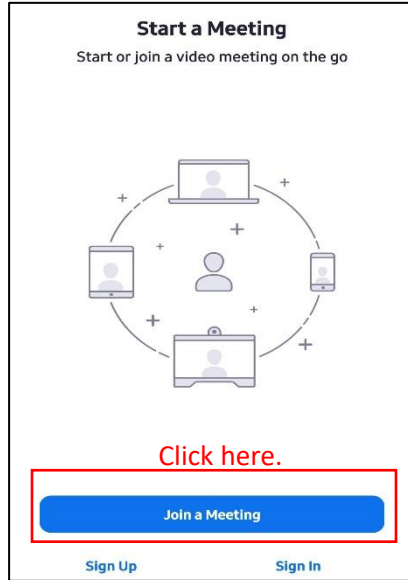 Start a Meeting
Start or join a video meeting on the go
Click here.
Join a Meeting
Sign Up Sign In